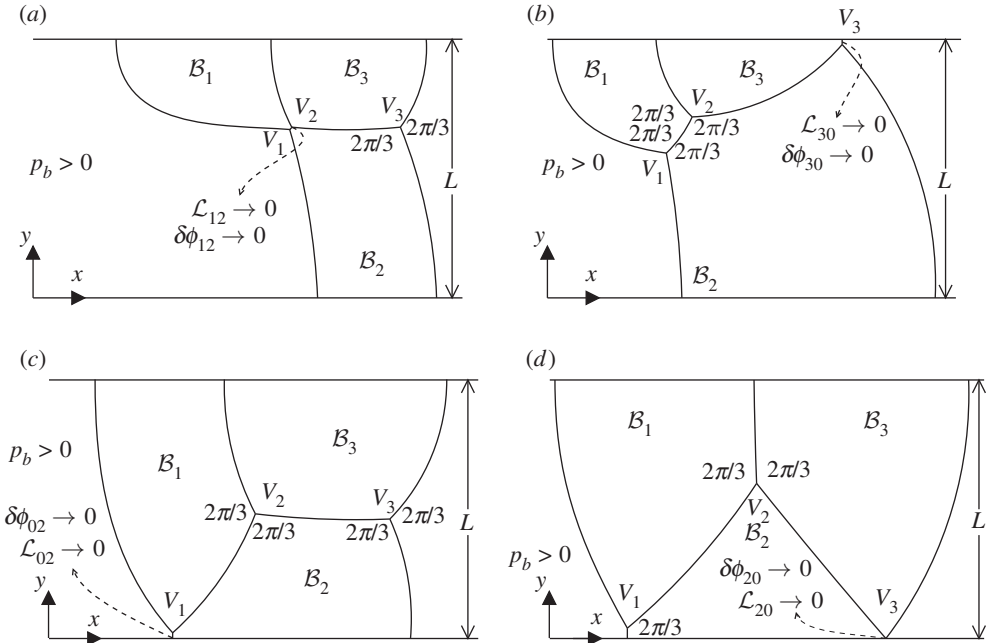 (a)
B₁
B₃
V₂
V₃
V₁
2π/3
2π/3
p_b > 0
L
ℒ₁₂ → 0
δϕ₁₂ → 0
B₂
y
x
(b)
V₃
B₁
B₃
V₂
2π/3
2π/3
2π/3
2π/3
V₁
ℒ₃₀ → 0
δϕ₃₀ → 0
p_b > 0
L
y
x
B₂
(c)
p_b > 0
B₁
B₃
V₂
V₃
2π/3
2π/3
2π/3
2π/3
δϕ₀₂ → 0
ℒ₀₂ → 0
L
B₂
V₁
y
x
(d)
B₁
B₃
2π/3
2π/3
V₂
B₂
p_b > 0
δϕ₂₀ → 0
ℒ₂₀ → 0
L
V₁
V₃
y
x
2π/3